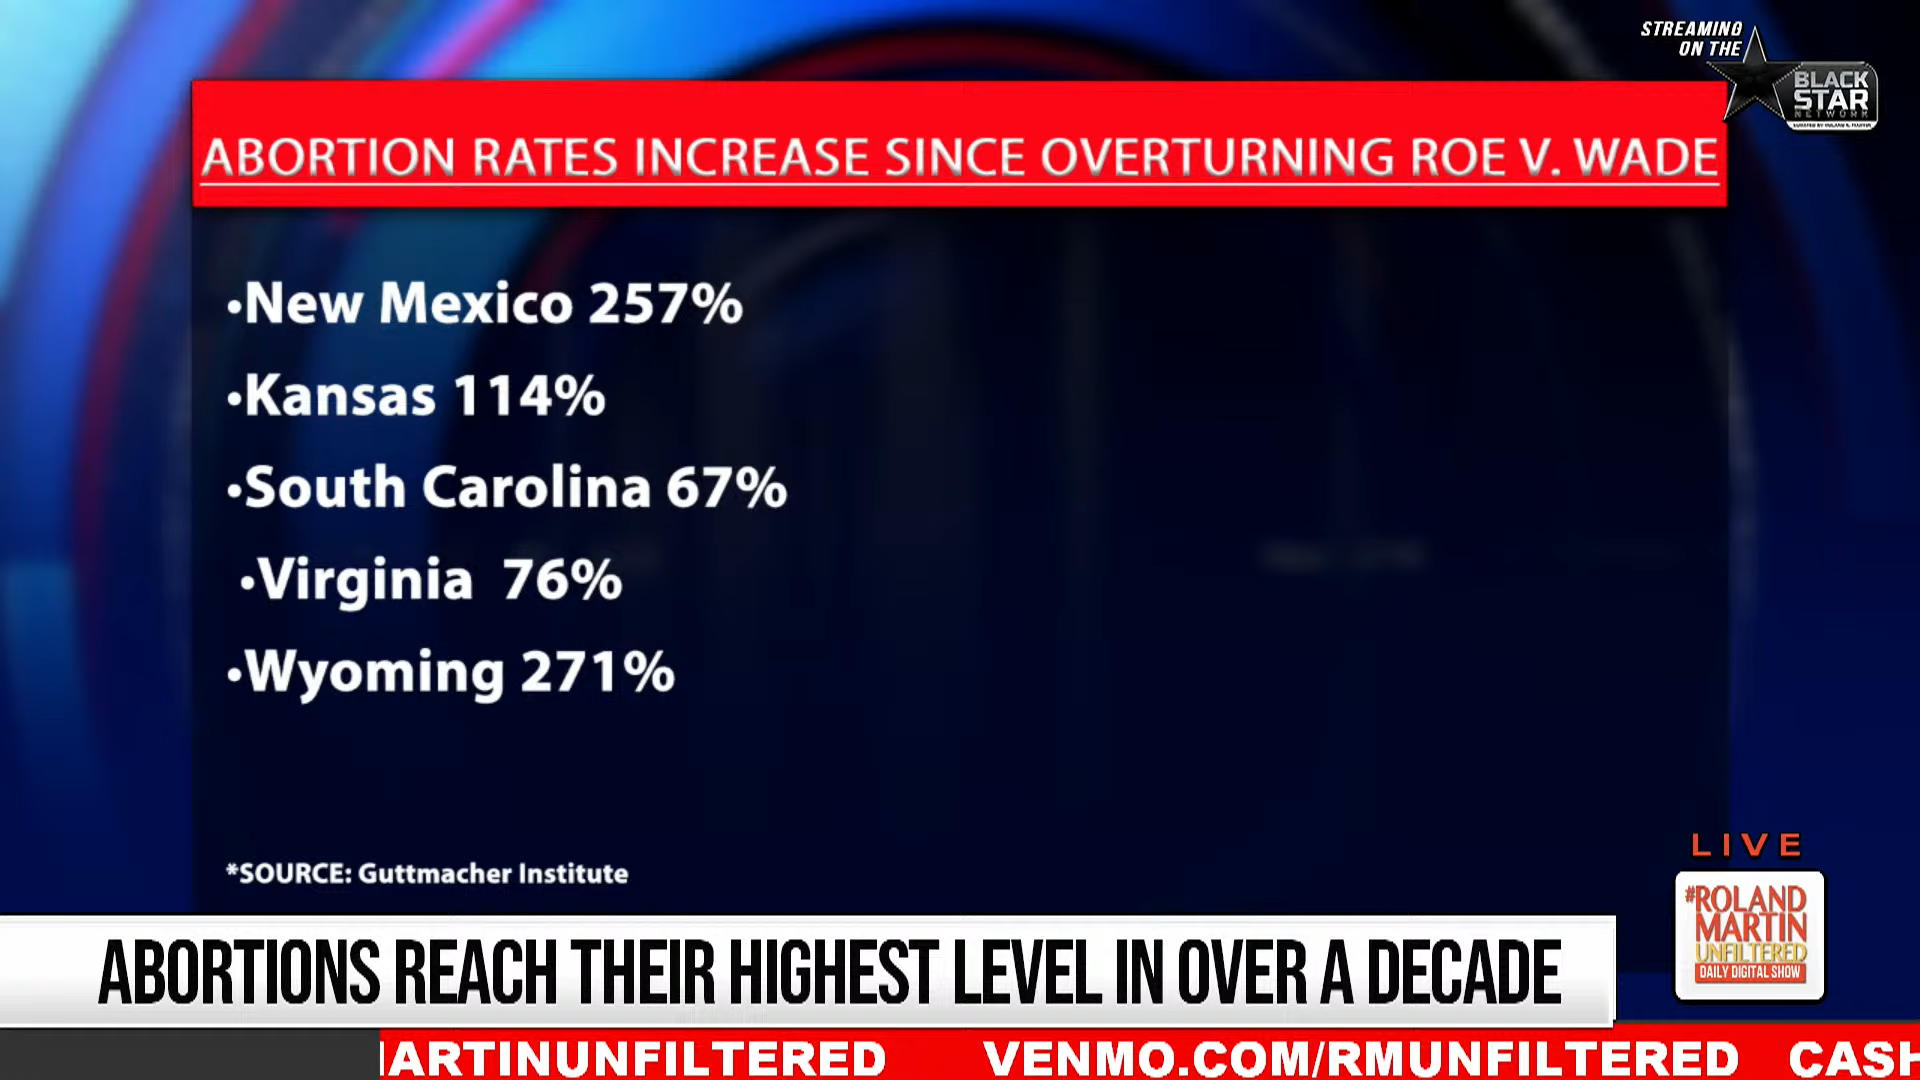 STREAMING
ON THE
BLACK
STAR
NETWORK
ABORTION RATES INCREASE SINCE OVERTURNING ROE V. WADE
•New Mexico 257%
•Kansas 114%
•South Carolina 67%
•Virginia 76%
•Wyoming 271%
*SOURCE: Guttmacher Institute
LIVE
#ROLAND
MARTIN
UNFILTERED
DAILY DIGITAL SHOW
ABORTIONS REACH THEIR HIGHEST LEVEL IN OVER A DECADE
ARTINUNFILTERED VENMO.COM/RMUNFILTERED CASH